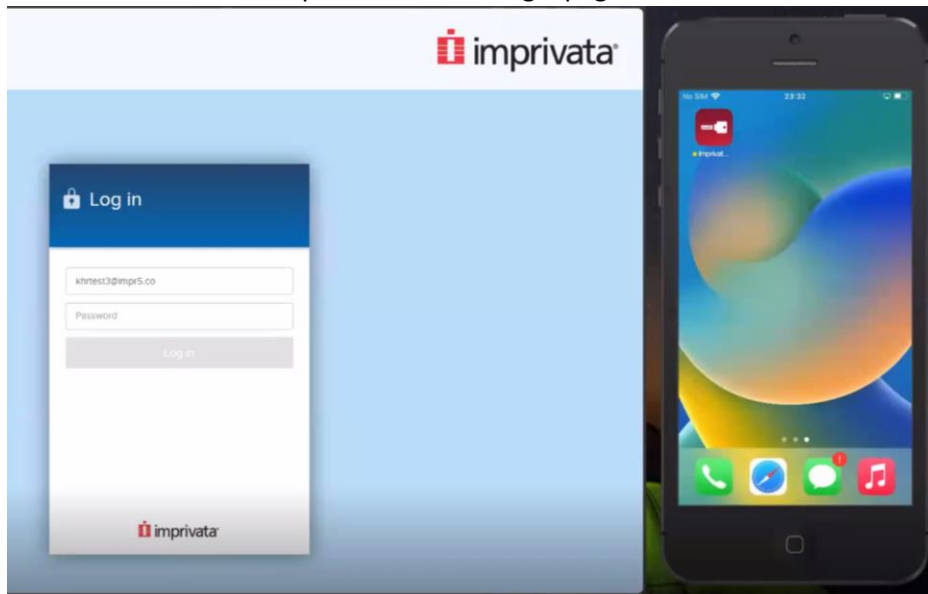 imprivata
No SIM 23:32
Imprivat...
Log in
khrtest3@impr5.co
Password
Log in
imprivata